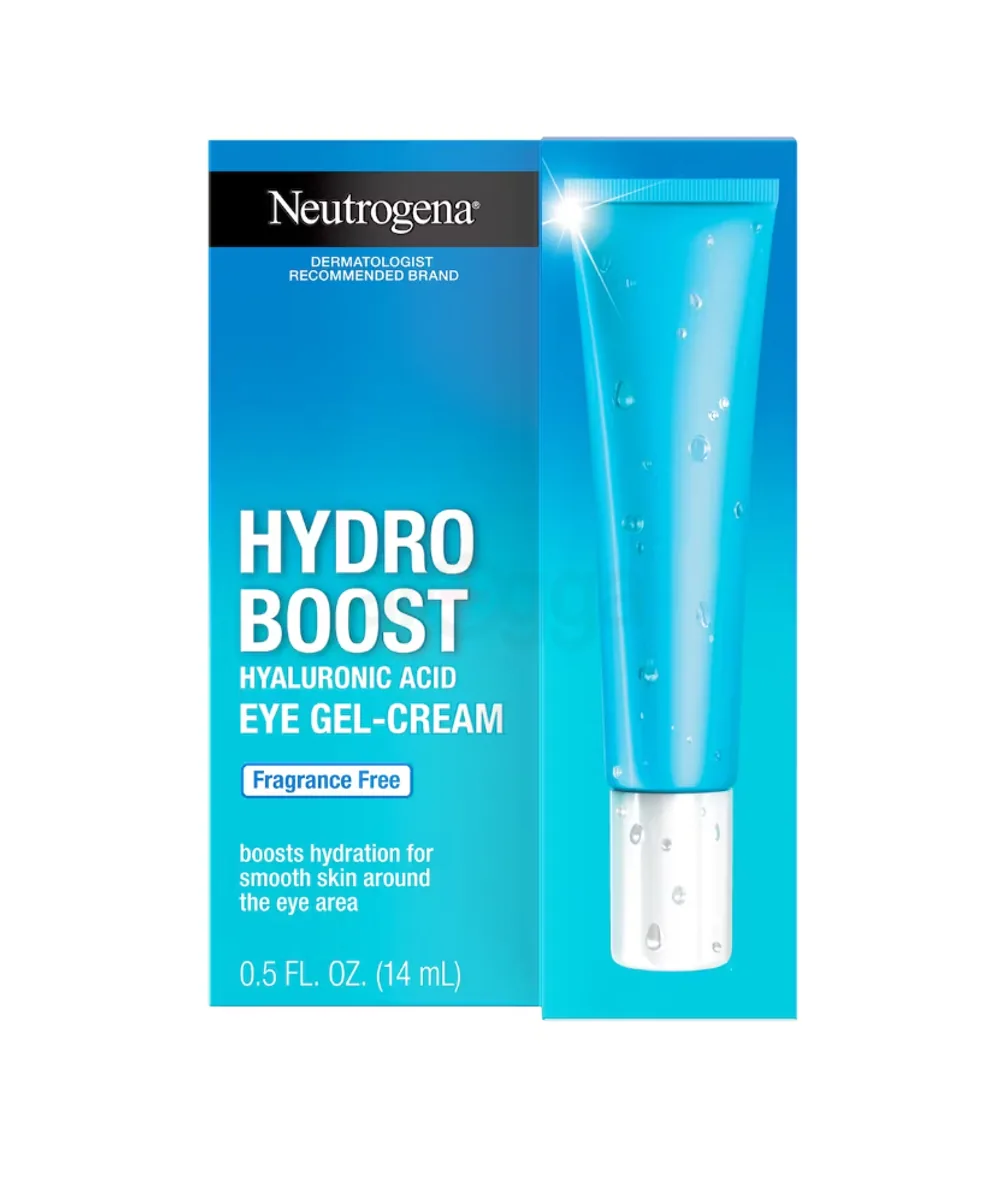 Neutrogena®
DERMATOLOGIST
RECOMMENDED BRAND
HYDRO
BOOST
HYALURONIC ACID
EYE GEL-CREAM
Fragrance Free
boosts hydration for
smooth skin around
the eye area
0.5 FL. OZ. (14 mL)